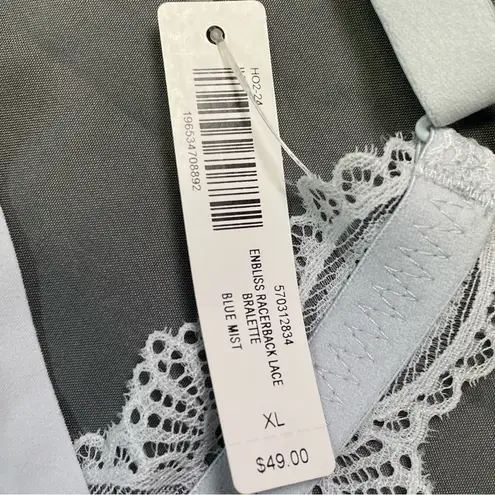 HO2-24
196534708892
570312834
ENBLISS RACERBACK LACE
BRALETTE
BLUE MIST
XL
$49.00